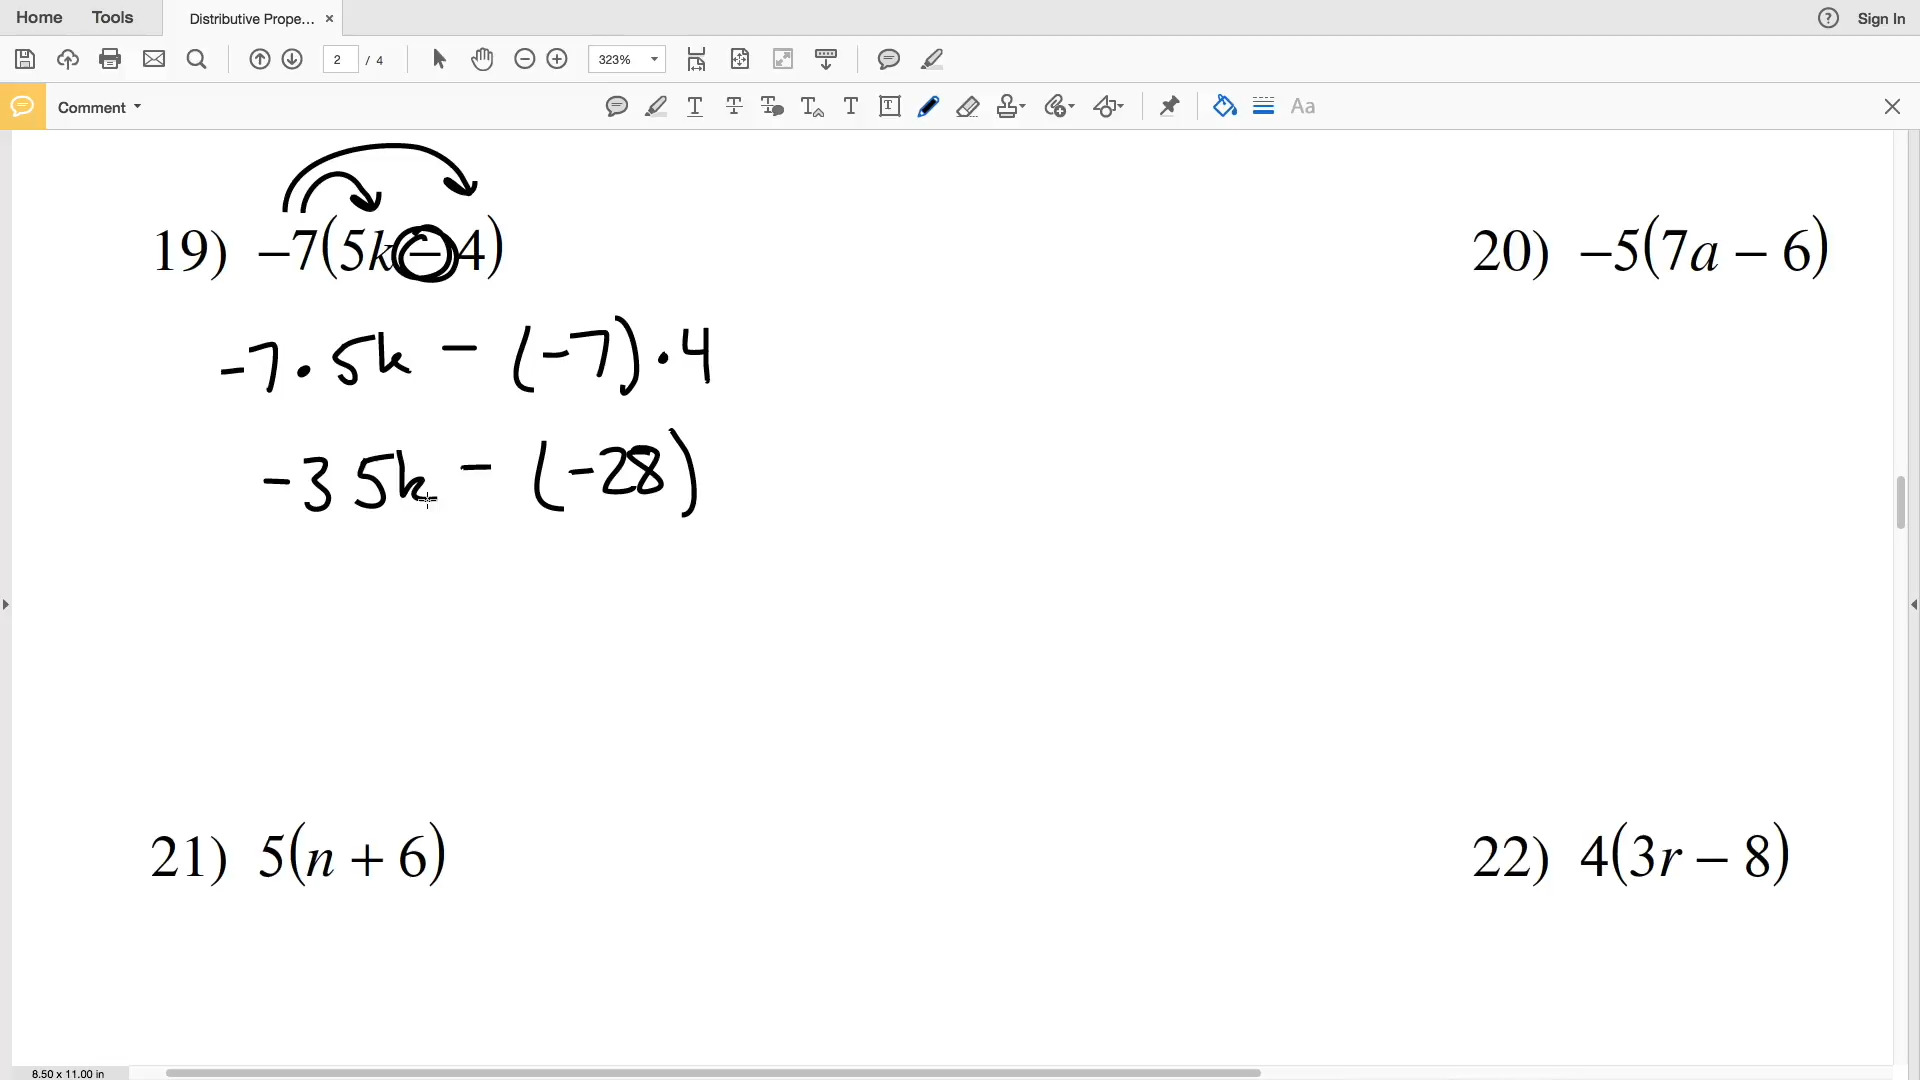 Home Tools Distributive Prope... × ? Sign In
2 / 4 323%
Comment T T T T T T Aa
19) −7(5k − 4)
20) −5(7a − 6)
-7 · 5k - (-7) · 4
-35k - (-28)
21) 5(n + 6)
22) 4(3r − 8)
8.50 x 11.00 in